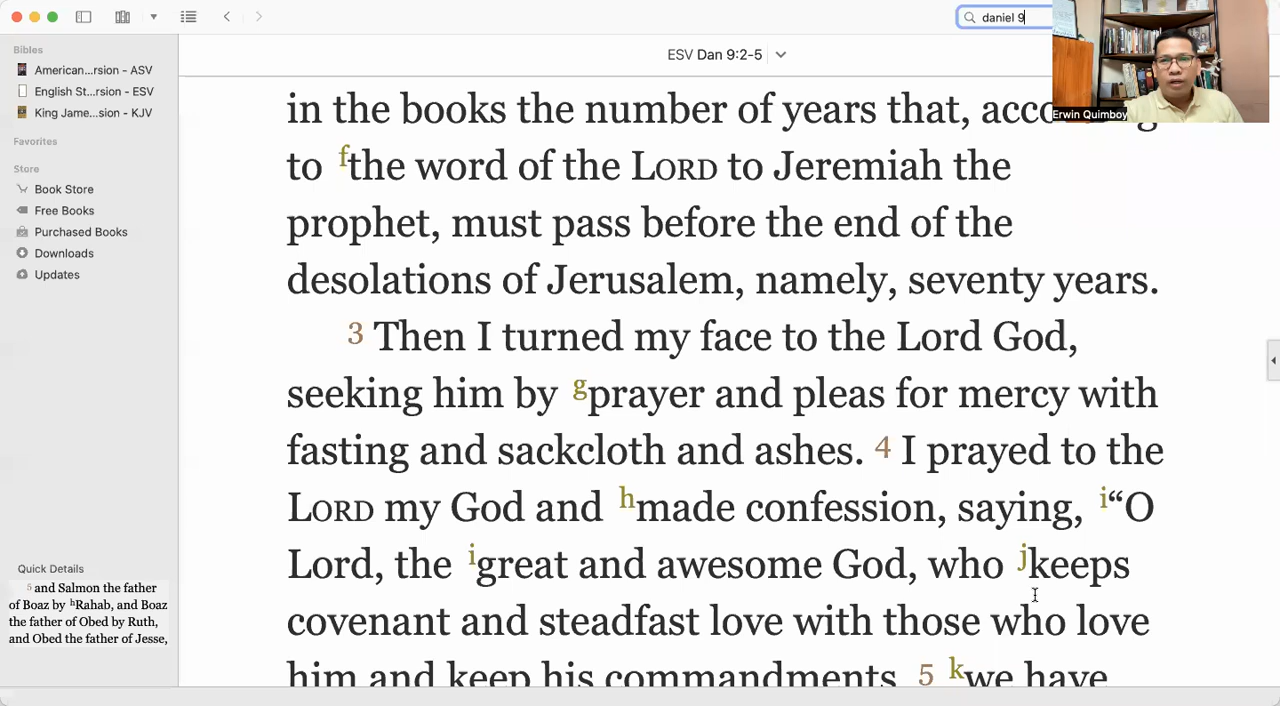 daniel 9
Bibles
American...rsion - ASV
English St...rsion - ESV
King Jame...sion - KJV
Favorites
Store
Book Store
Free Books
Purchased Books
Downloads
Updates
Quick Details
5 and Salmon the father
of Boaz by hRahab, and Boaz
the father of Obed by Ruth,
and Obed the father of Jesse,
ESV Dan 9:2-5
in the books the number of years that,
to fthe word of the LORD to Jeremiah the
prophet, must pass before the end of the
desolations of Jerusalem, namely, seventy years.
3 Then I turned my face to the Lord God,
seeking him by gprayer and pleas for mercy with
fasting and sackcloth and ashes. 4 I prayed to the
LORD my God and hmade confession, saying, i“O
Lord, the igreat and awesome God, who jkeeps
covenant and steadfast love with those who love
him and keep his commandments 5 kwe have
Erwin Quimboy